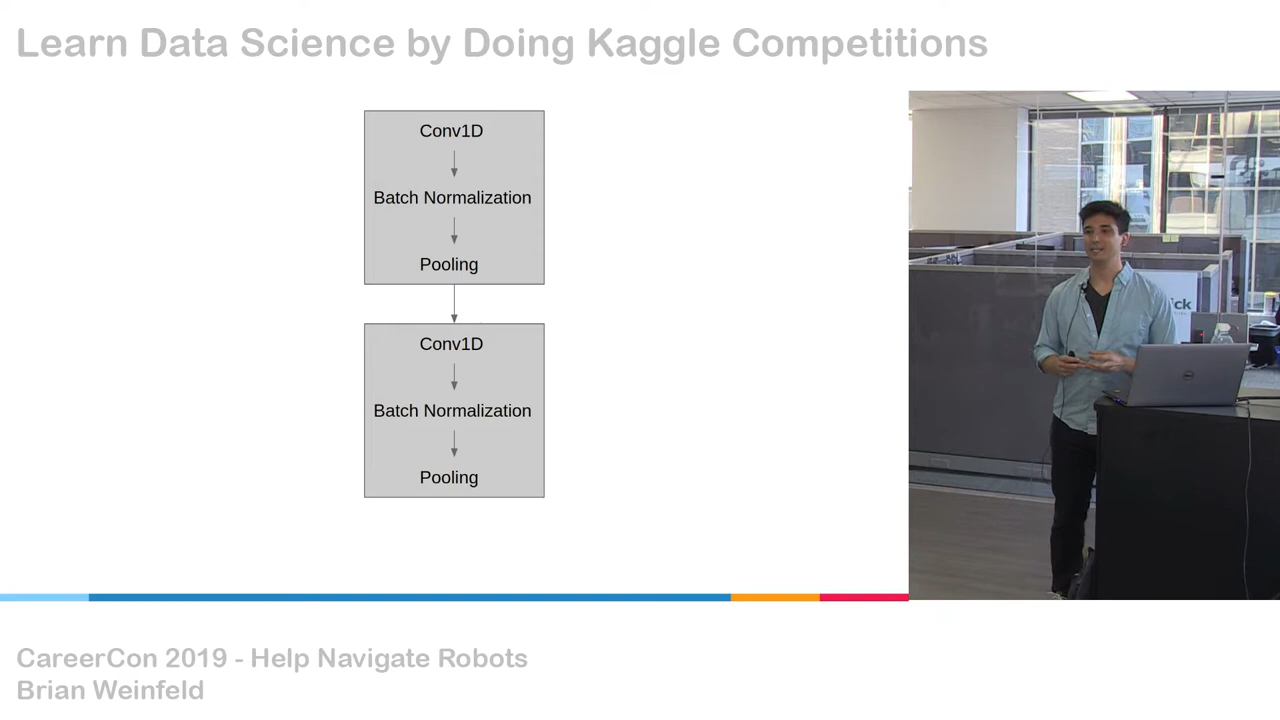 Learn Data Science by Doing Kaggle Competitions
Conv1D
Batch Normalization
Pooling
Conv1D
Batch Normalization
Pooling
CareerCon 2019 - Help Navigate Robots
Brian Weinfeld